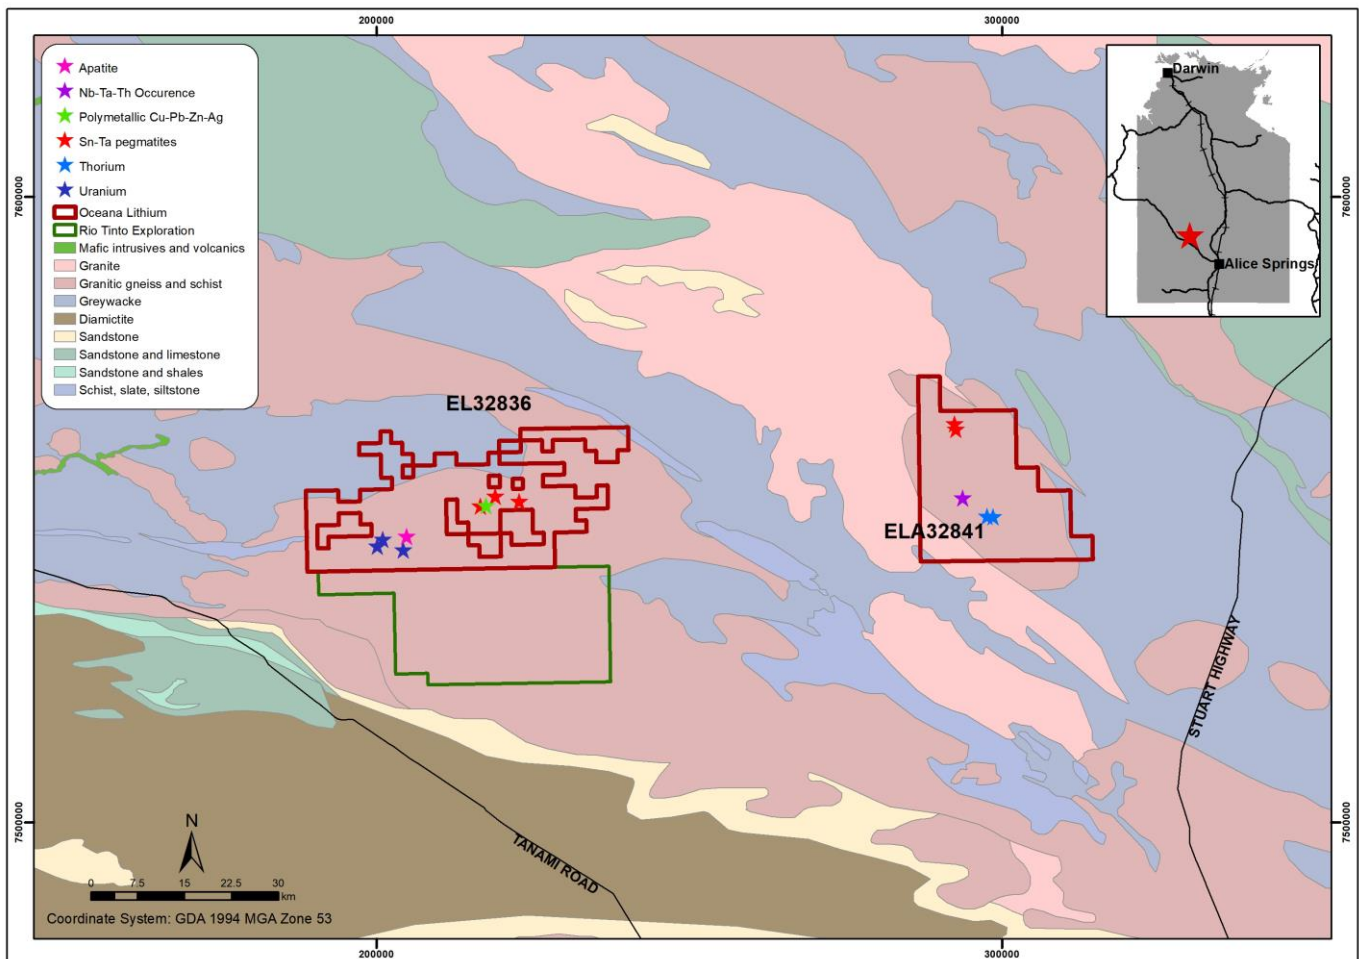 200000
300000
Apatite
Nb-Ta-Th Occurence
Polymetallic Cu-Pb-Zn-Ag
Sn-Ta pegmatites
Thorium
Uranium
Oceana Lithium
Rio Tinto Exploration
Mafic intrusives and volcanics
Granite
Granitic gneiss and schist
Greywacke
Diamictite
Sandstone
Sandstone and limestone
Sandstone and shales
Schist, slate, siltstone
Darwin
Alice Springs
7600000
7600000
EL32836
ELA32841
STUART HIGHWAY
TANAMI ROAD
7500000
7500000
N
0 7.5 15 22.5 30
km
Coordinate System: GDA 1994 MGA Zone 53
200000
300000